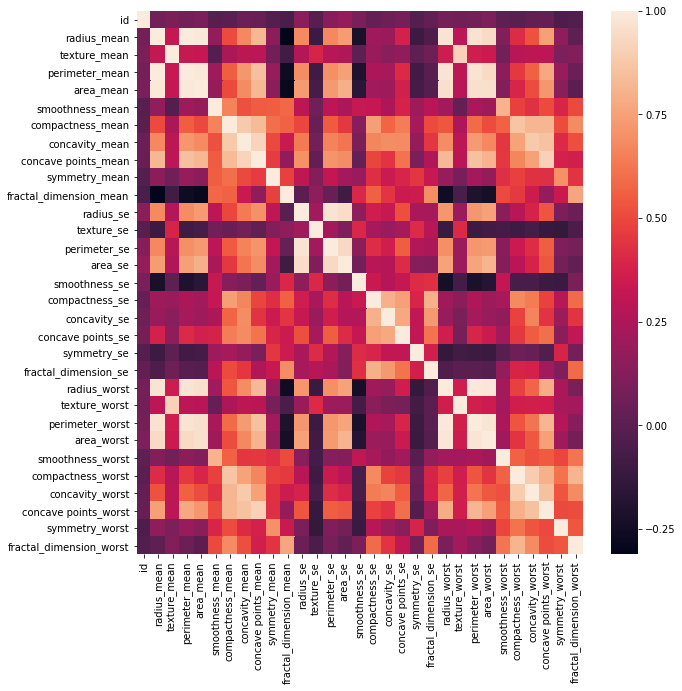 id
radius_mean
texture_mean
perimeter_mean
area_mean
smoothness_mean
compactness_mean
concavity_mean
concave points_mean
symmetry_mean
fractal_dimension_mean
radius_se
texture_se
perimeter_se
area_se
smoothness_se
compactness_se
concavity_se
concave points_se
symmetry_se
fractal_dimension_se
radius_worst
texture_worst
perimeter_worst
area_worst
smoothness_worst
compactness_worst
concavity_worst
concave points_worst
symmetry_worst
fractal_dimension_worst
id
radius_mean
texture_mean
perimeter_mean
area_mean
smoothness_mean
compactness_mean
concavity_mean
concave points_mean
symmetry_mean
fractal_dimension_mean
radius_se
texture_se
perimeter_se
area_se
smoothness_se
compactness_se
concavity_se
concave points_se
symmetry_se
fractal_dimension_se
radius_worst
texture_worst
perimeter_worst
area_worst
smoothness_worst
compactness_worst
concavity_worst
concave points_worst
symmetry_worst
fractal_dimension_worst
1.00
0.75
0.50
0.25
0.00
−0.25